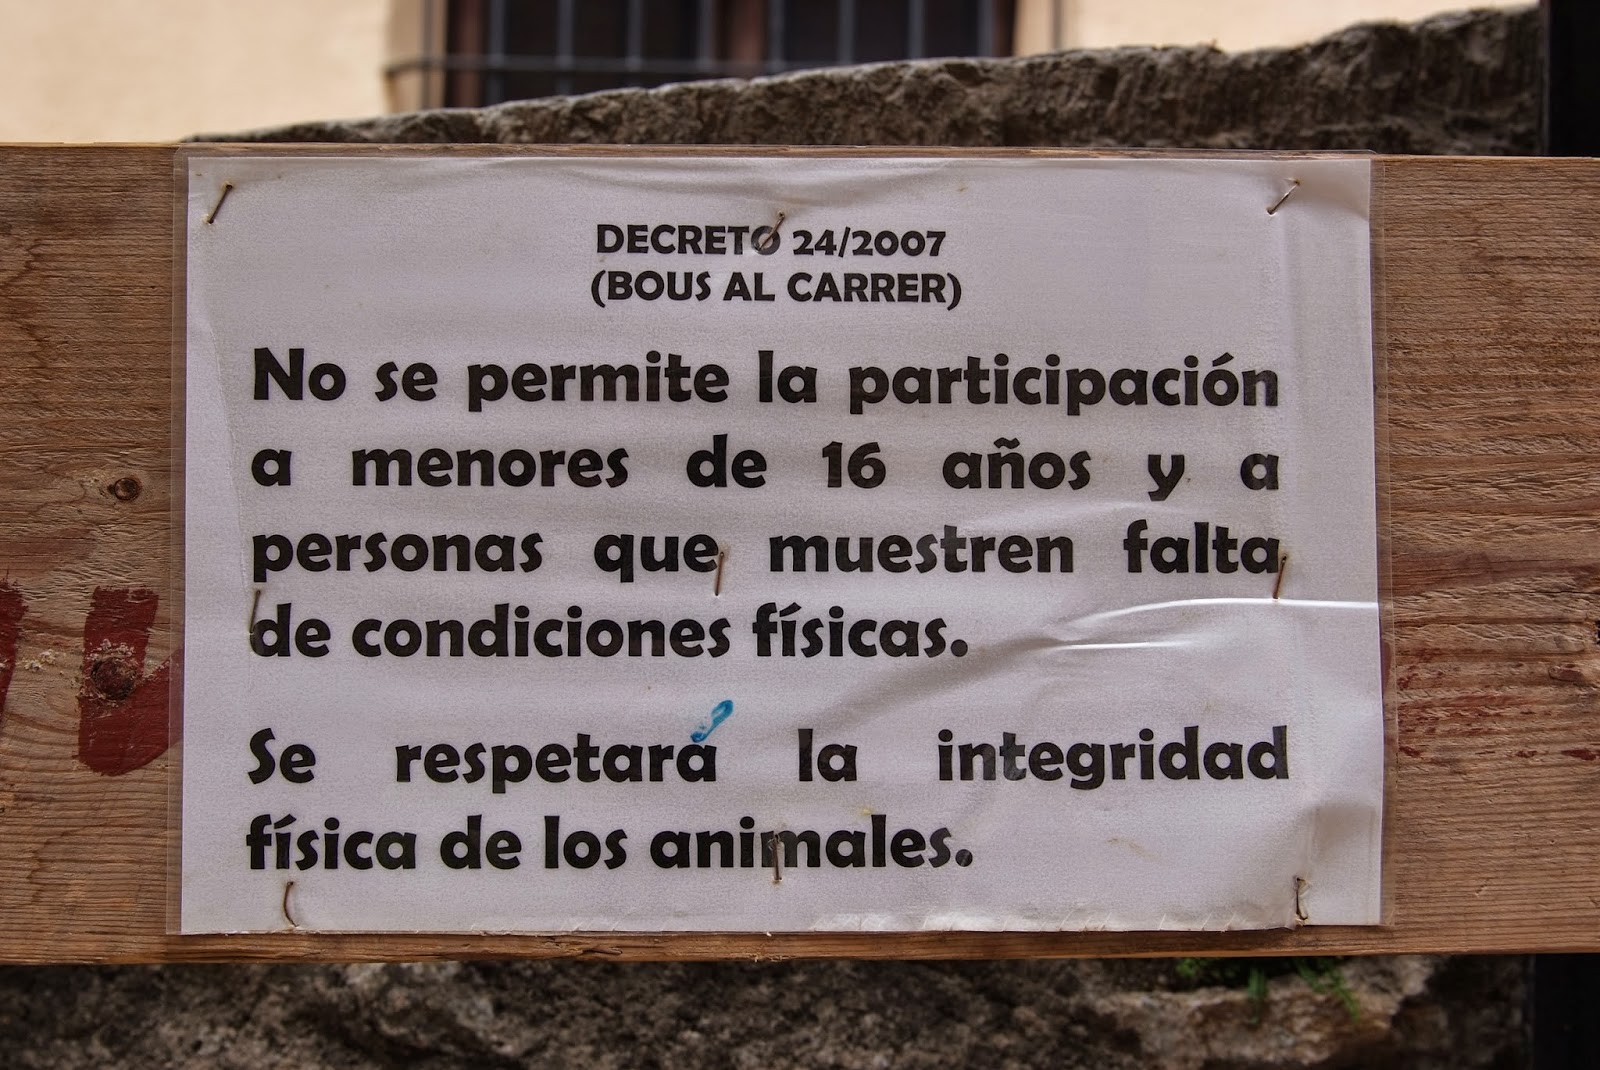 DECRETO 24/2007
(BOUS AL CARRER)
No se permite la participación
a menores de 16 años y a
personas que muestren falta
de condiciones físicas.
Se respetará la integridad
física de los animales.